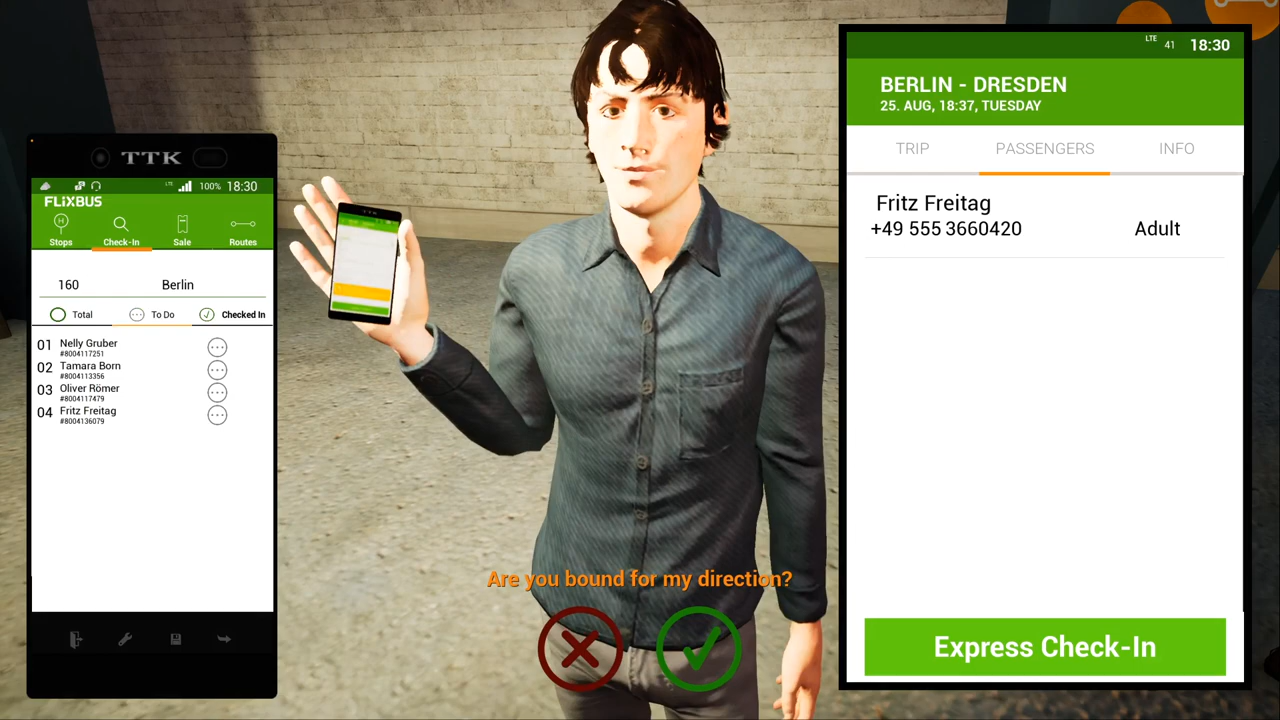 TTK
LTE 100% 18:30
FLiXBUS
Stops Check-In Sale Routes
160 Berlin
Total To Do Checked In
01 Nelly Gruber
#8004117251
02 Tamara Born
#8004113356
03 Oliver Römer
#8004117479
04 Fritz Freitag
#8004136079
TTK
Are you bound for my direction?
LTE 41 18:30
BERLIN - DRESDEN
25. AUG, 18:37, TUESDAY
TRIP PASSENGERS INFO
Fritz Freitag
+49 555 3660420 Adult
Express Check-In